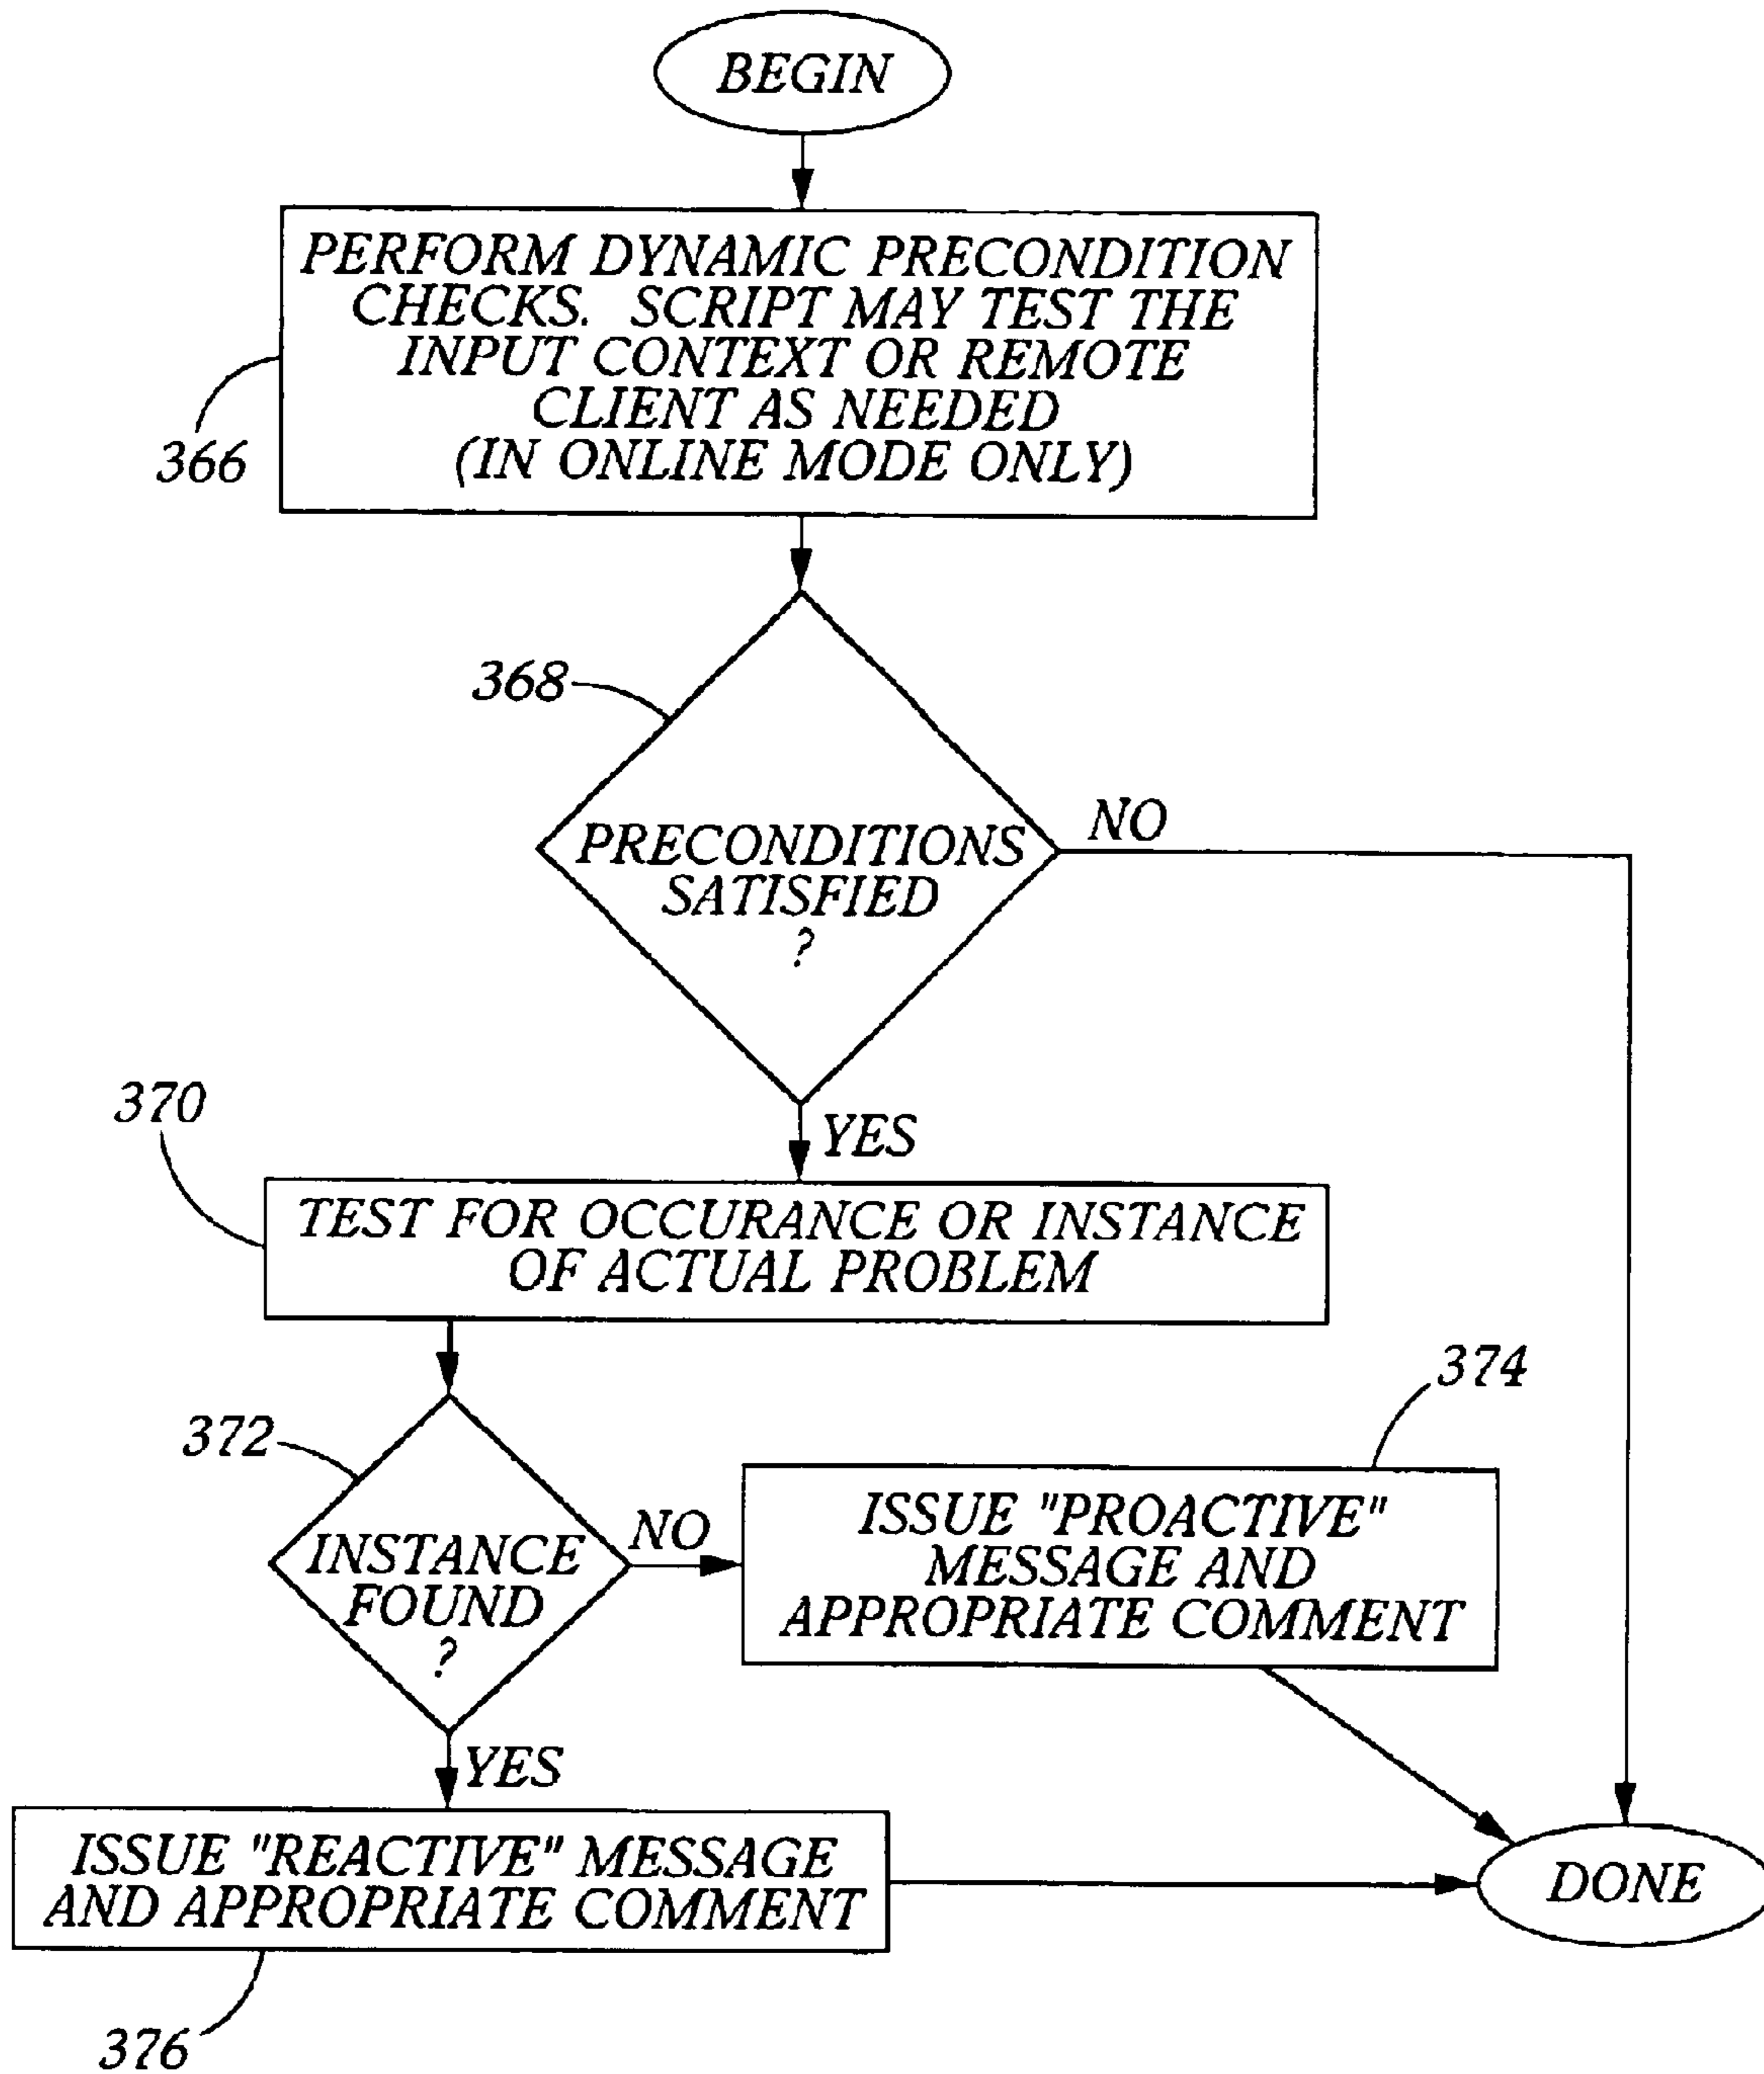 BEGIN
PERFORM DYNAMIC PRECONDITION
CHECKS. SCRIPT MAY TEST THE
INPUT CONTEXT OR REMOTE
CLIENT AS NEEDED
(IN ONLINE MODE ONLY)
366
368
PRECONDITIONS
SATISFIED
?
NO
YES
370
TEST FOR OCCURANCE OR INSTANCE
OF ACTUAL PROBLEM
372
INSTANCE
FOUND
?
NO
374
ISSUE "PROACTIVE"
MESSAGE AND
APPROPRIATE COMMENT
YES
ISSUE "REACTIVE" MESSAGE
AND APPROPRIATE COMMENT
376
DONE